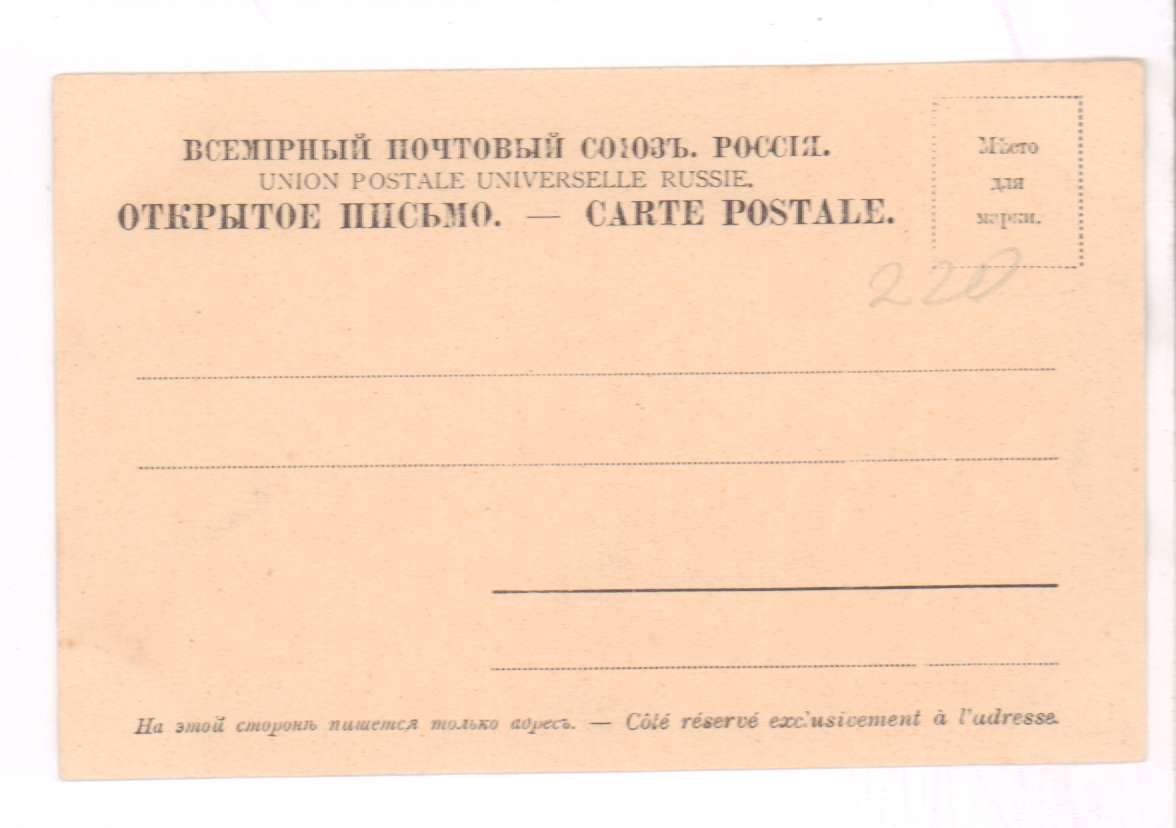 ВСЕМІРНЫЙ ПОЧТОВЫЙ СОЮЗЪ. РОССІЯ.
UNION POSTALE UNIVERSELLE RUSSIE.
ОТКРЫТОЕ ПИСЬМО. — CARTE POSTALE.
Мѣсто
для
марки.
220
На этой сторонѣ пишется только адресъ. — Côté réservé exclusivement à l'adresse.